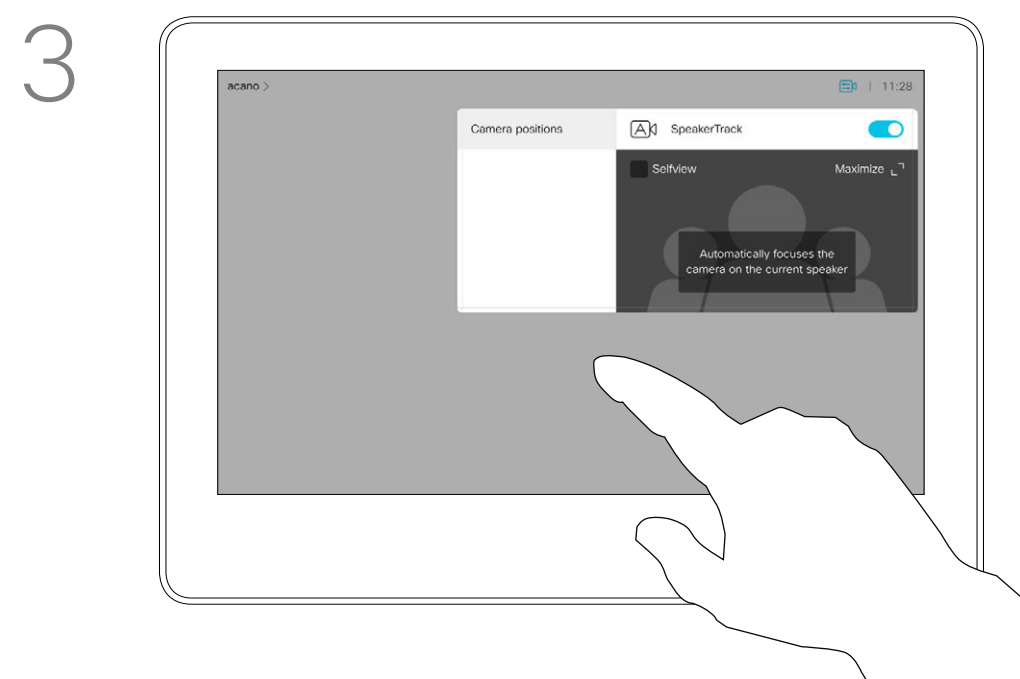 3
acano >
| 11:28
Camera positions
A SpeakerTrack
Selfview
Maximize
Automatically focuses the
camera on the current speaker